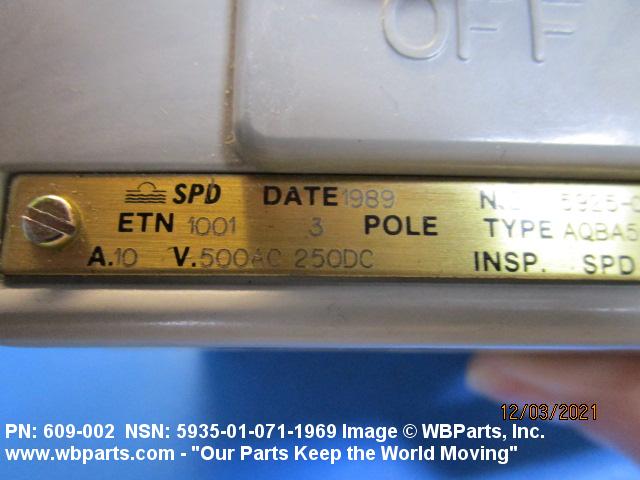 OFF
SPD DATE 1989 5925-
ETN 1001 3 POLE TYPE AQBA5
A.10 V.500AC 250DC INSP. SPD
12/03/2021
PN: 609-002 NSN: 5935-01-071-1969 Image © WBParts, Inc.
www.wbparts.com - "Our Parts Keep the World Moving"